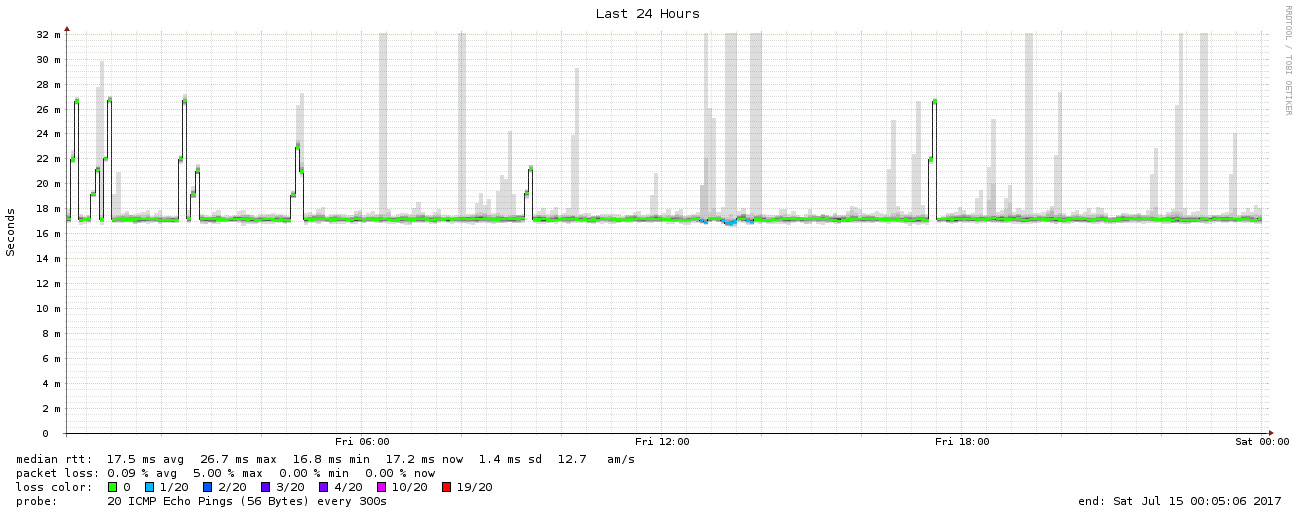 Last 24 Hours
RRDTOOL / TOBI OETIKER
Seconds
32 m
30 m
28 m
26 m
24 m
22 m
20 m
18 m
16 m
14 m
12 m
10 m
8 m
6 m
4 m
2 m
0
Fri 06:00 Fri 12:00 Fri 18:00 Sat 00:00
median rtt: 17.5 ms avg 26.7 ms max 16.8 ms min 17.2 ms now 1.4 ms sd 12.7 am/s
packet loss: 0.09 % avg 5.00 % max 0.00 % min 0.00 % now
loss color: 0 1/20 2/20 3/20 4/20 10/20 19/20
probe: 20 ICMP Echo Pings (56 Bytes) every 300s end: Sat Jul 15 00:05:06 2017